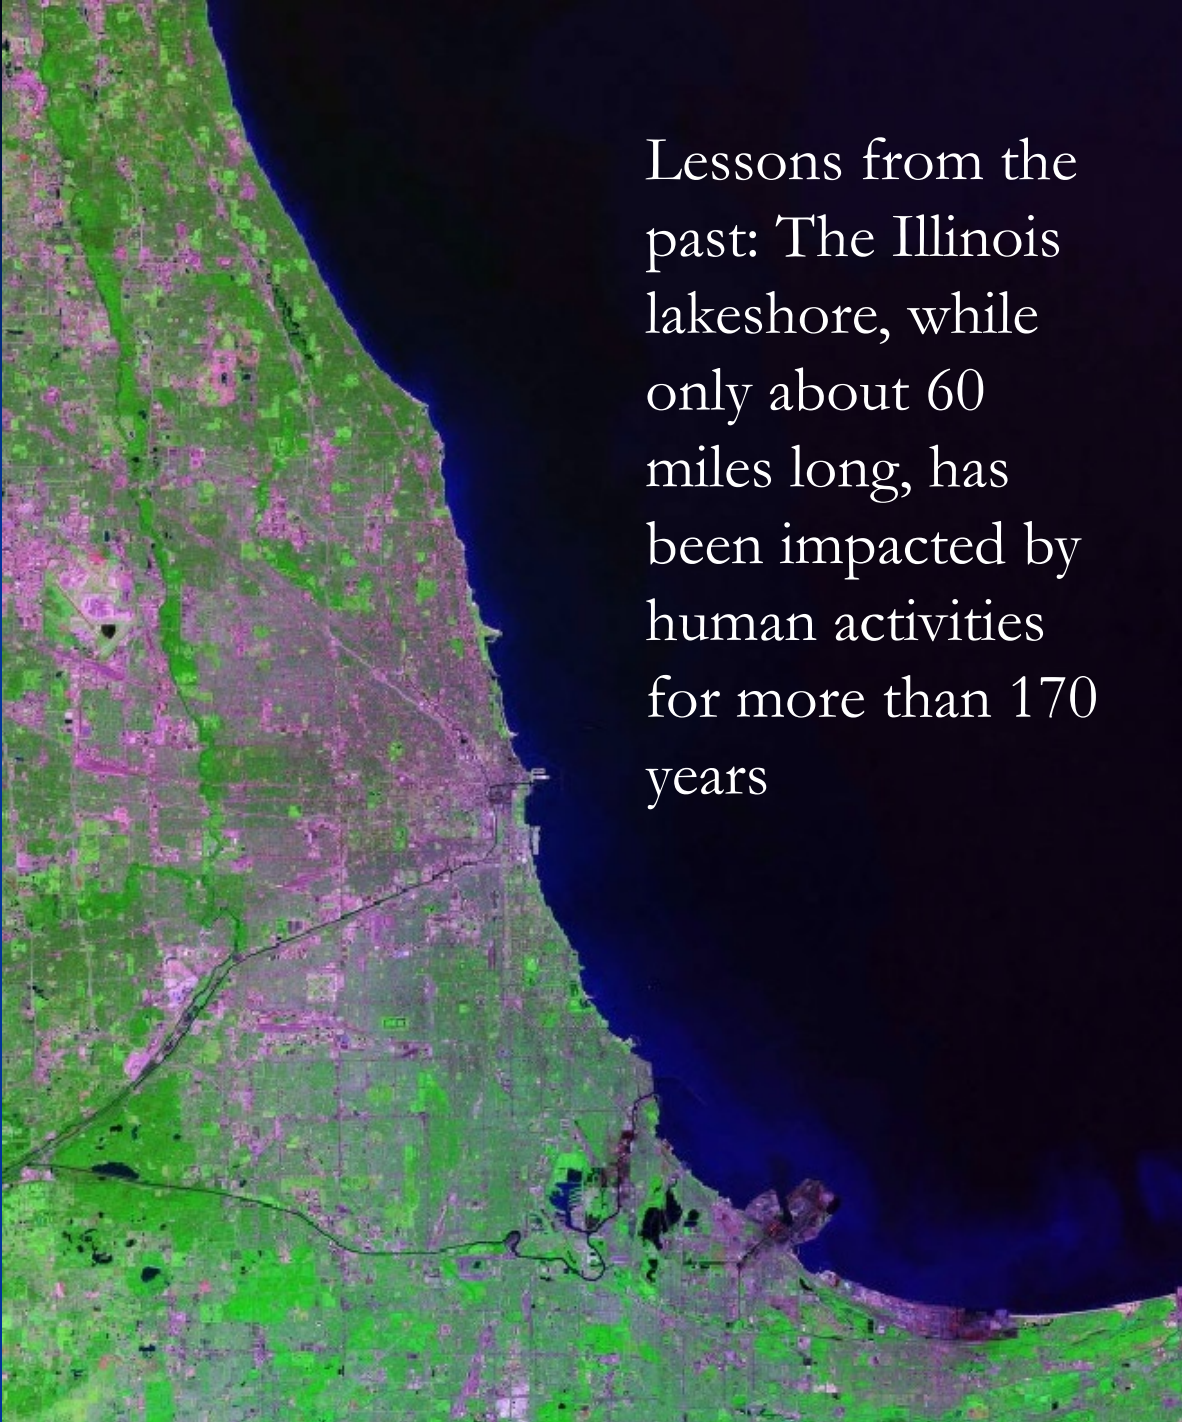 Lessons from the
past: The Illinois
lakeshore, while
only about 60
miles long, has
been impacted by
human activities
for more than 170
years